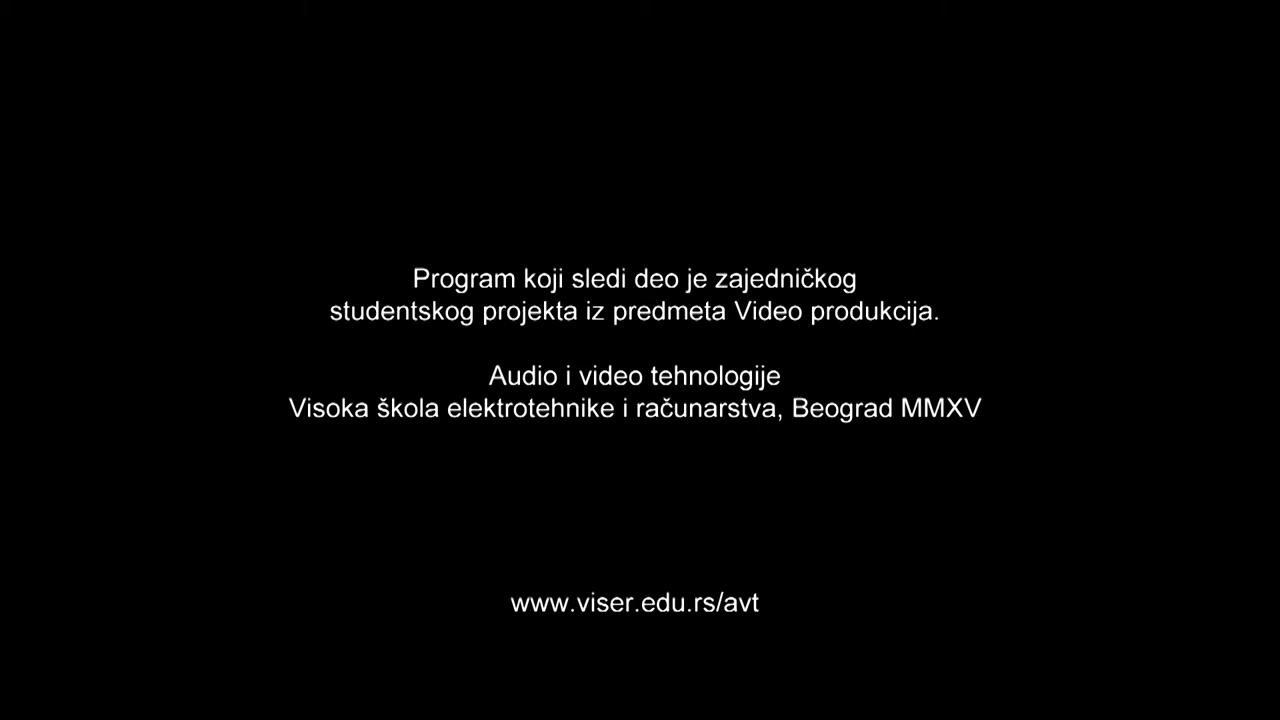 Program koji sledi deo je zajedničkog
studentskog projekta iz predmeta Video produkcija.
Audio i video tehnologije
Visoka škola elektrotehnike i računarstva, Beograd MMXV
www.viser.edu.rs/avt